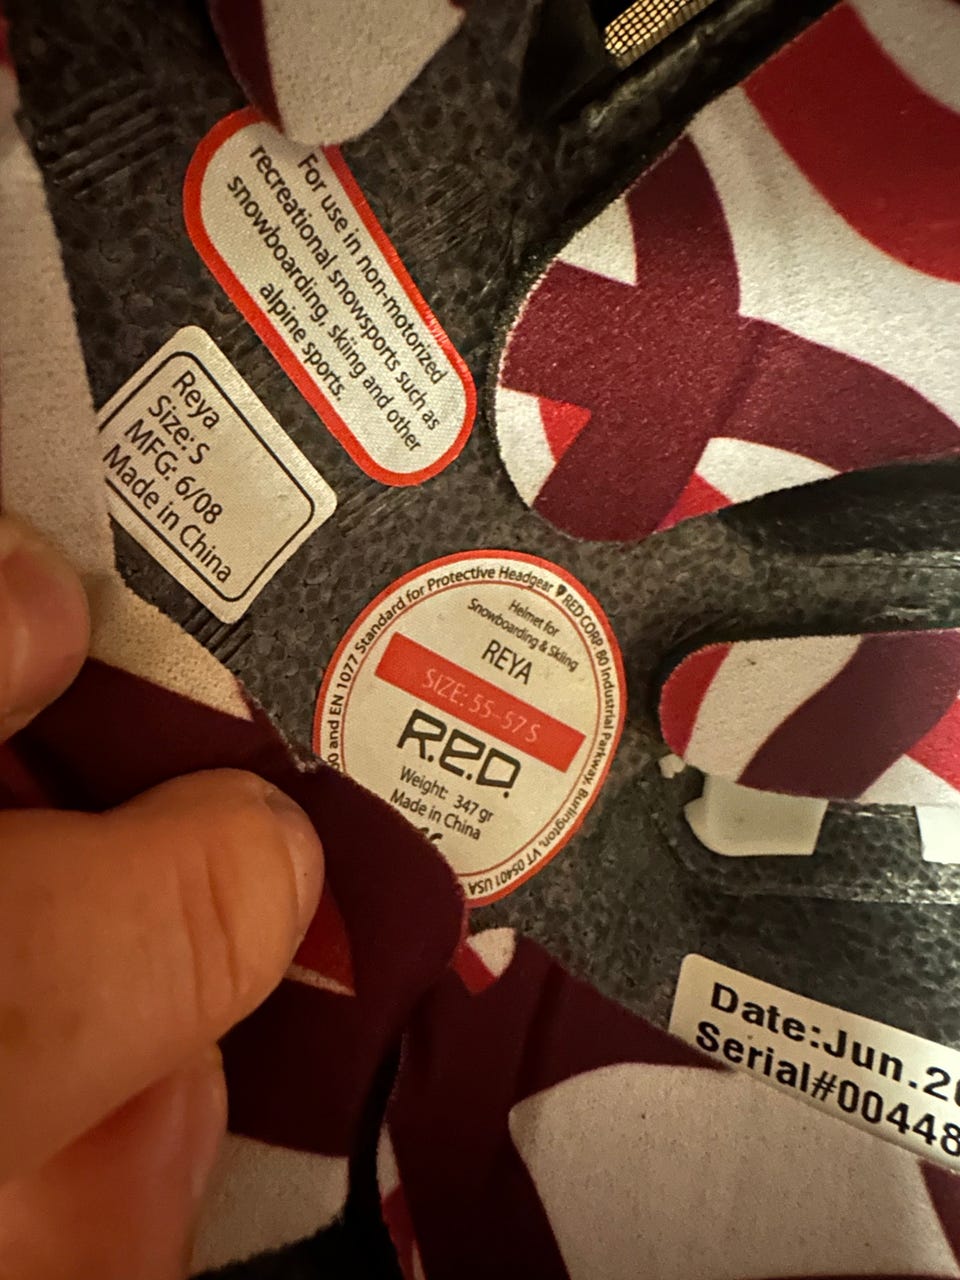 For use in non-motorized
recreational snowsports such as
snowboarding, skiing and other
alpine sports.
Reya
Size: S
MFG: 6/08
Made in China
and EN 1077 Standard for Protective Headgear RED CORP. 80 Industrial Parkway, Burlington, VT 05401 USA
Helmet for
Snowboarding & Skiing
REYA
SIZE: 55-57 S
R.E.D.
Weight: 347 gr
Made in China
Date:Jun.
Serial#00448